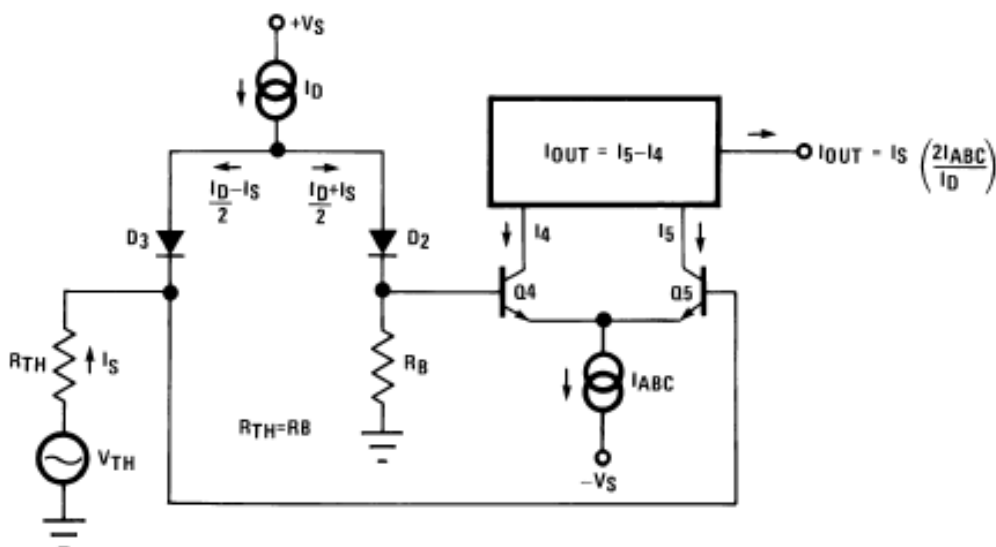 +VS
ID
ID/2 –IS
ID/2 +IS
D3
D2
IOUT = I5–I4
IOUT = IS (2IABC/ID)
I4
I5
Q4
Q5
RTH
IS
RB
IABC
RTH=RB
VTH
–VS